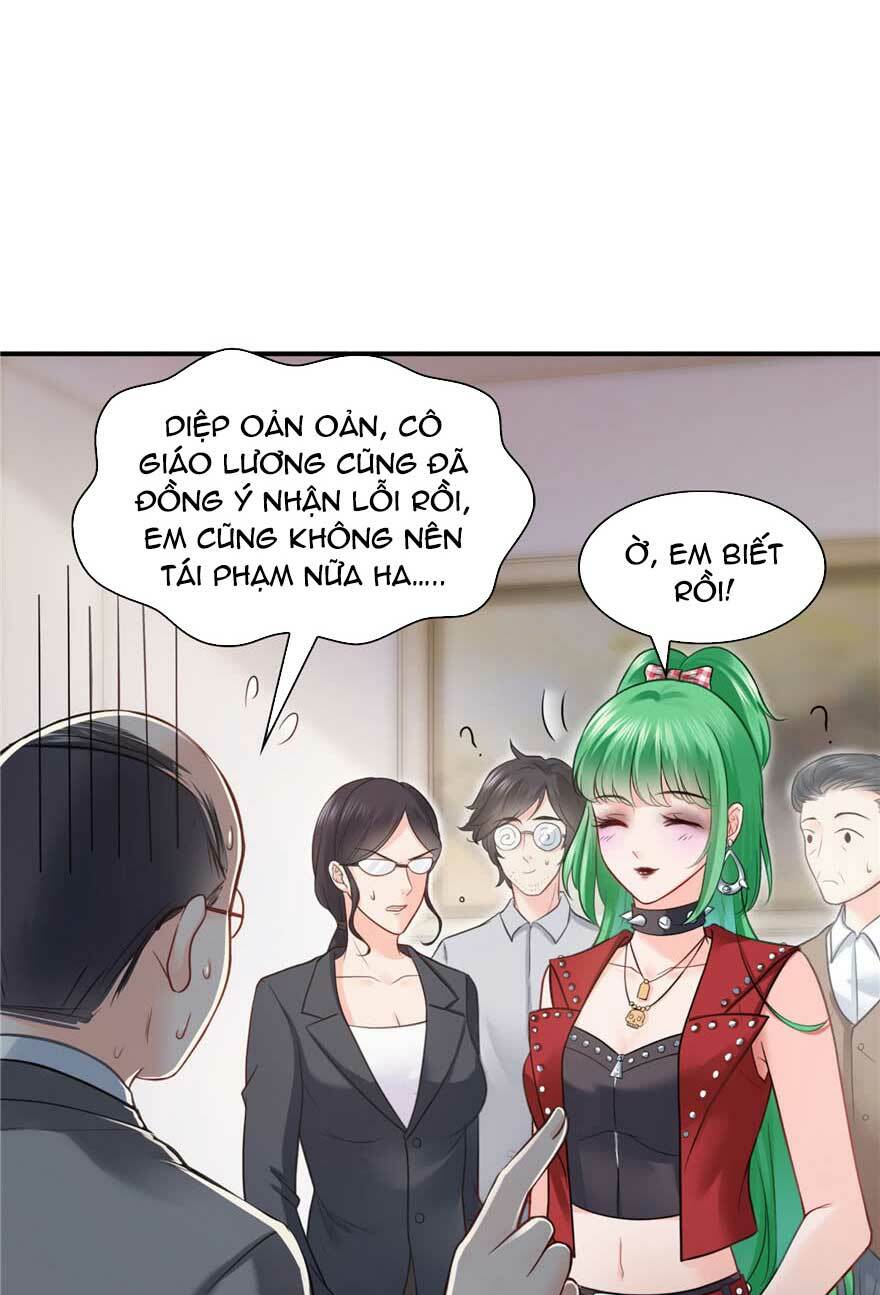 DIỆP OẢN OẢN, CÔ
GIÁO LƯƠNG CŨNG ĐÃ
ĐỒNG Ý NHẬN LỖI RỒI,
EM CŨNG KHÔNG NÊN
TÁI PHẠM NỮA HA.....
Ờ, EM BIẾT
RỒI!
?
?